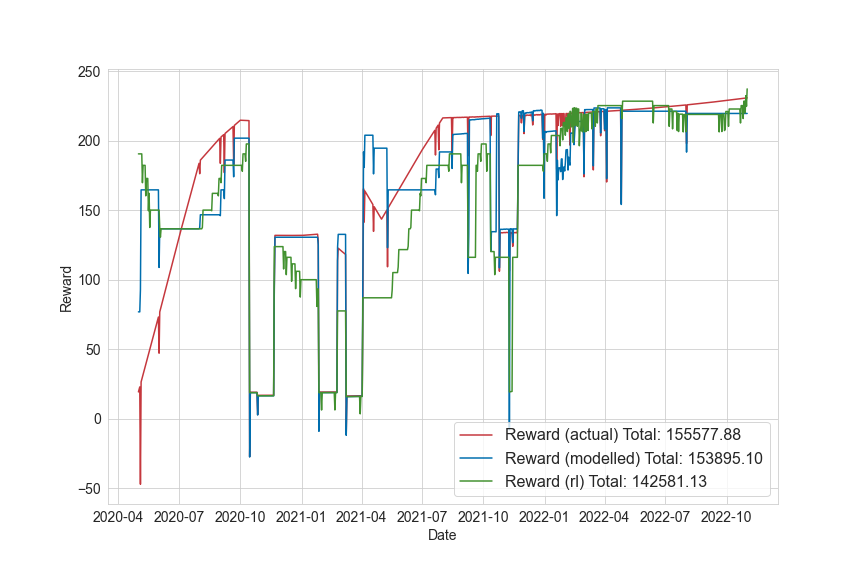 250
200
150
100
50
0
−50
Reward
2020-04 2020-07 2020-10 2021-01 2021-04 2021-07 2021-10 2022-01 2022-04 2022-07 2022-10
Date
Reward (actual) Total: 155577.88
Reward (modelled) Total: 153895.10
Reward (rl) Total: 142581.13